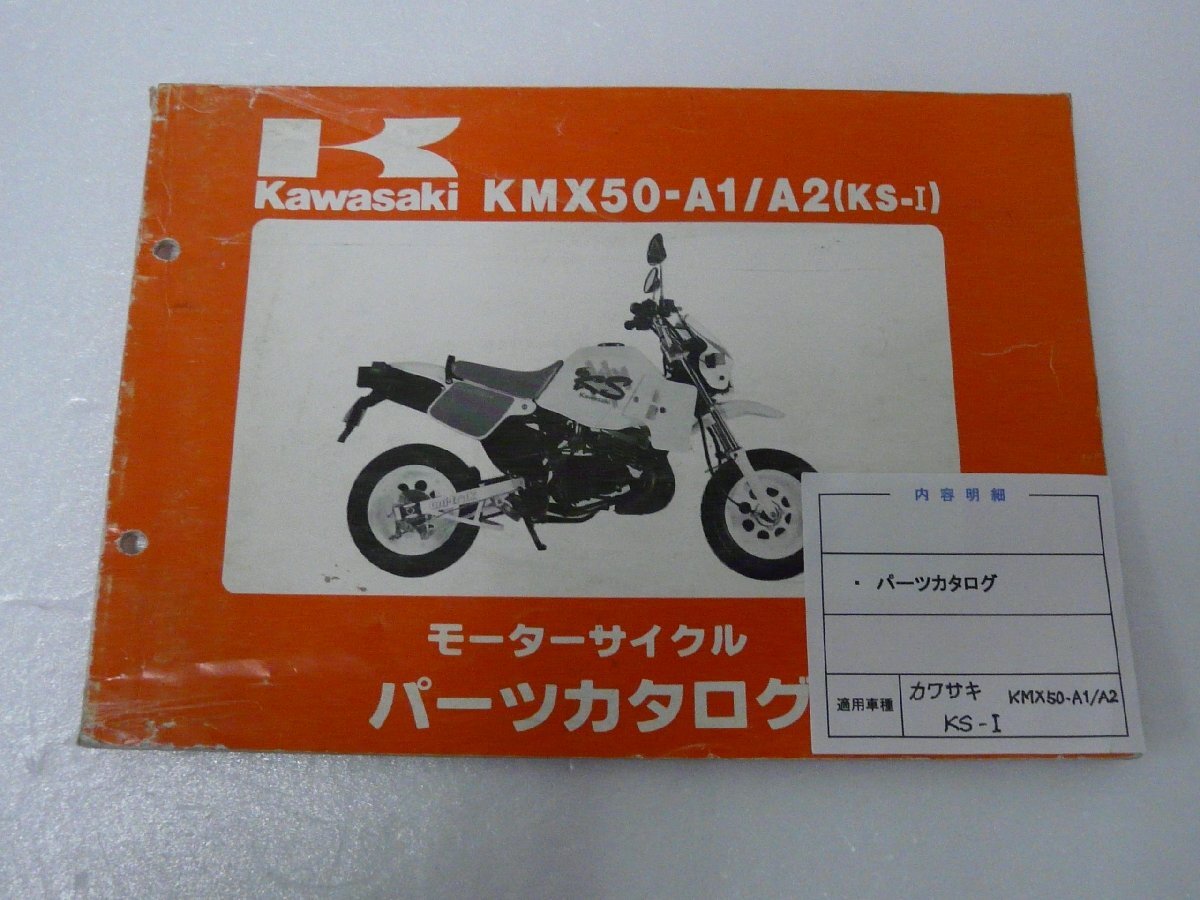 Kawasaki KMX50-A1/A2(KS-I)
KS
Kawasaki
モーターサイクル
パーツカタログ
内容明細
・ パーツカタログ
適用車種
カワサキ KMX50-A1/A2
KS-I